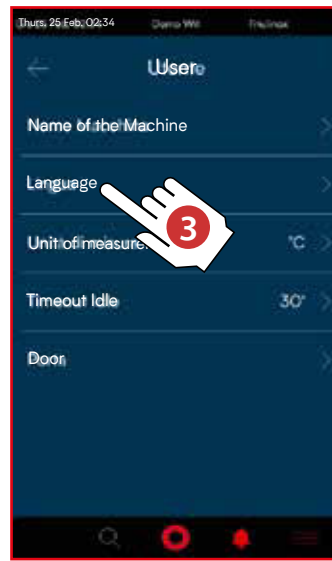 Thurs, 25 Feb, 02:34
User
Name of the Machine
Language
3
Unit of measure
°C
Timeout Idle
30"
Door